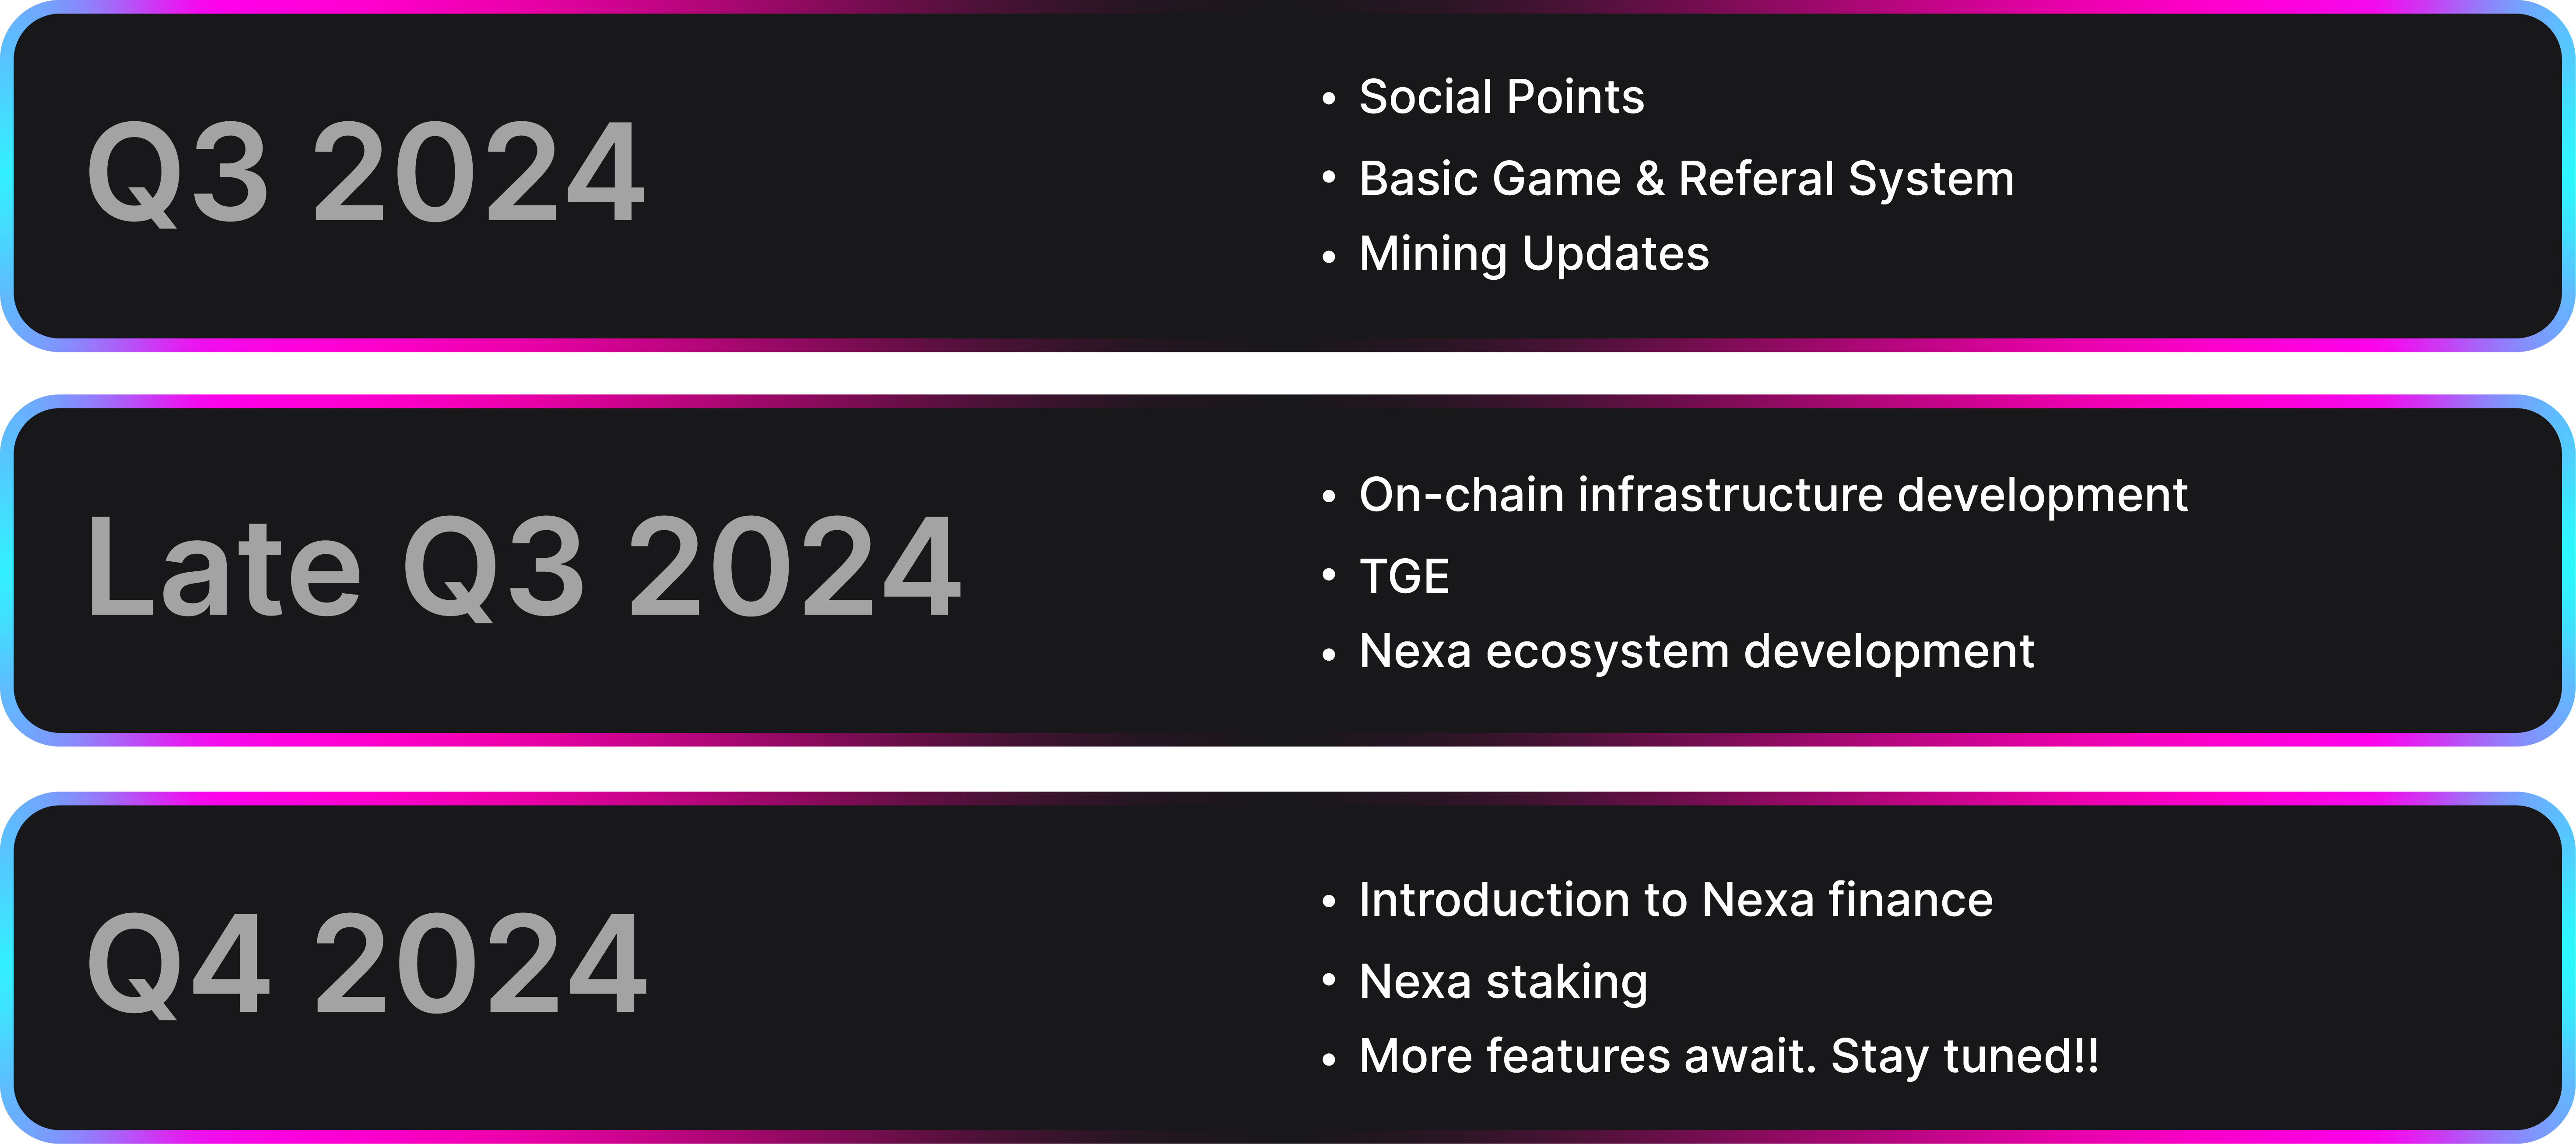 Q3 2024
• Social Points
• Basic Game & Referal System
• Mining Updates
Late Q3 2024
• On-chain infrastructure development
• TGE
• Nexa ecosystem development
Q4 2024
• Introduction to Nexa finance
• Nexa staking
• More features await. Stay tuned!!